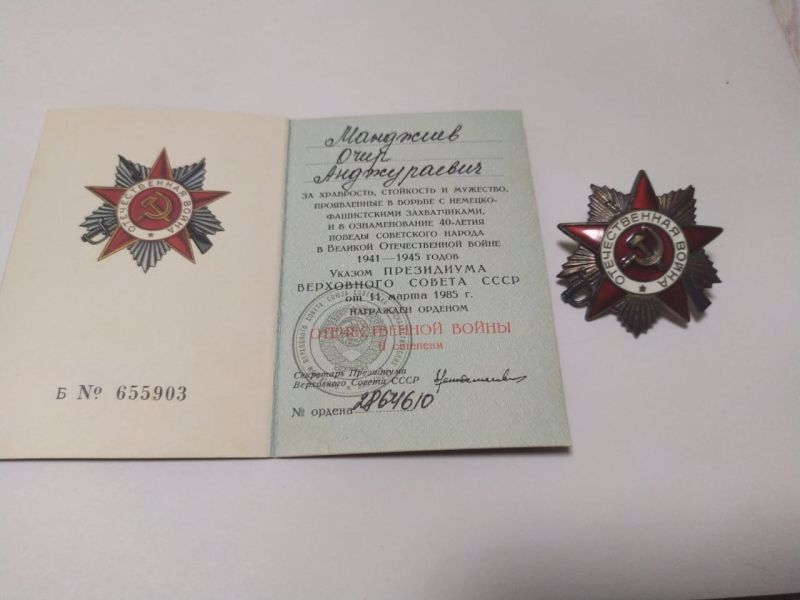 ОТЕЧЕСТВЕННАЯ ВОЙНА
Б № 655903
Манджиев
Очир
Анджураевич
ЗА ХРАБРОСТЬ, СТОЙКОСТЬ И МУЖЕСТВО,
ПРОЯВЛЕННЫЕ В БОРЬБЕ С НЕМЕЦКО-
ФАШИСТСКИМИ ЗАХВАТЧИКАМИ,
И В ОЗНАМЕНОВАНИЕ 40-ЛЕТИЯ
ПОБЕДЫ СОВЕТСКОГО НАРОДА
В ВЕЛИКОЙ ОТЕЧЕСТВЕННОЙ ВОЙНЕ
1941—1945 ГОДОВ
УКАЗОМ ПРЕЗИДИУМА
ВЕРХОВНОГО СОВЕТА СССР
от 11 марта 1985 г.
НАГРАЖДЕН ОРДЕНОМ
ОТЕЧЕСТВЕННОЙ ВОЙНЫ
II степени
Секретарь Президиума
Верховного Совета СССР
№ ордена 2864610
ОТЕЧЕСТВЕННАЯ ВОЙНА